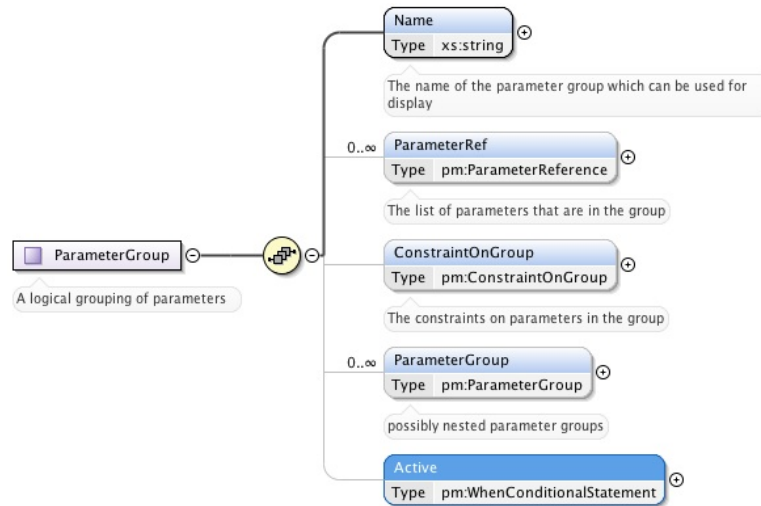 Name
Type xs:string
The name of the parameter group which can be used for
display
0..∞
ParameterRef
Type pm:ParameterReference
The list of parameters that are in the group
ParameterGroup
A logical grouping of parameters
ConstraintOnGroup
Type pm:ConstraintOnGroup
The constraints on parameters in the group
0..∞
ParameterGroup
Type pm:ParameterGroup
possibly nested parameter groups
Active
Type pm:WhenConditionalStatement